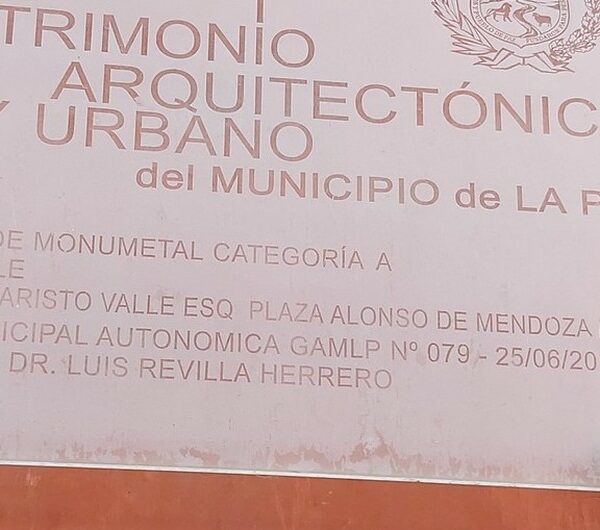 TRIMONIO
ARQUITECTÓNIC
Y URBANO
del MUNICIPIO de LA P
DE MONUMETAL CATEGORÍA A
LE
ARISTO VALLE ESQ PLAZA ALONSO DE MENDOZA
ICIPAL AUTONOMICA GAMLP Nº 079 - 25/06/20
DR. LUIS REVILLA HERRERO